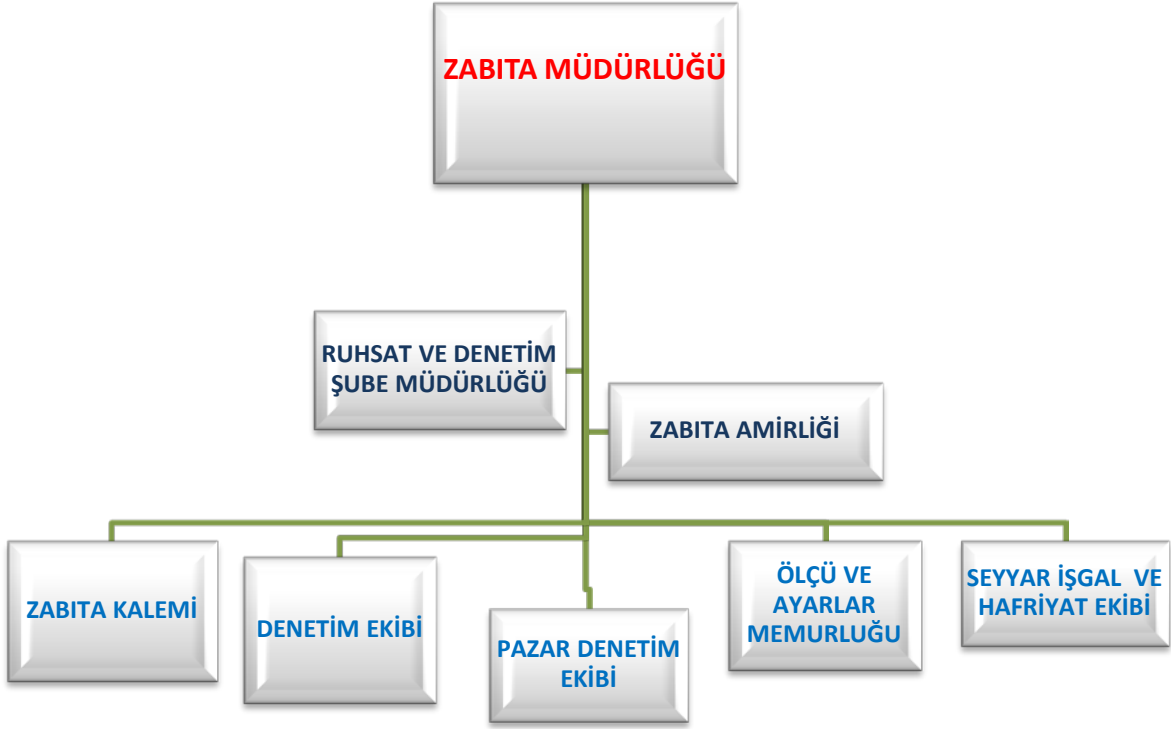 ZABITA MÜDÜRLÜĞÜ
RUHSAT VE DENETİM
ŞUBE MÜDÜRLÜĞÜ
ZABITA AMİRLİĞİ
ZABITA KALEMİ
DENETİM EKİBİ
PAZAR DENETİM
EKİBİ
ÖLÇÜ VE
AYARLAR
MEMURLUĞU
SEYYAR İŞGAL VE
HAFRİYAT EKİBİ